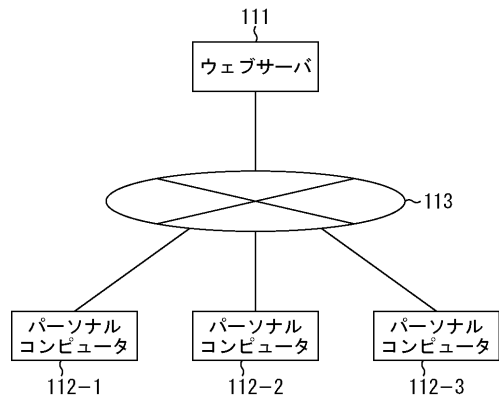 111
ウェブサーバ
113
パーソナル
コンピュータ
パーソナル
コンピュータ
パーソナル
コンピュータ
112-1
112-2
112-3